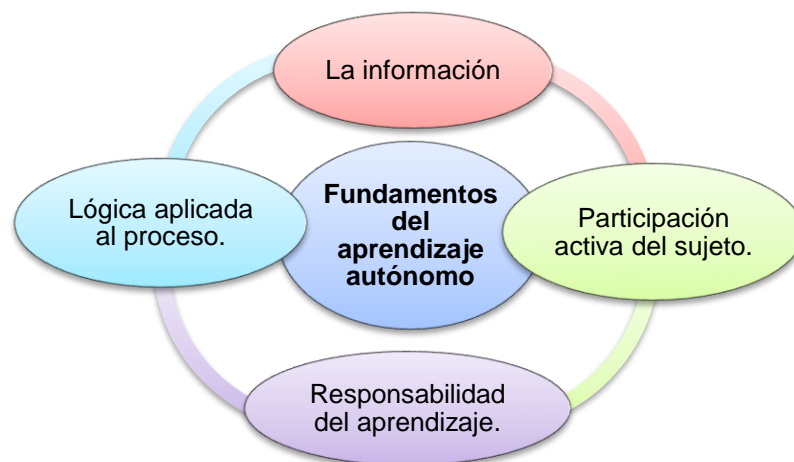 La información
Lógica aplicada
al proceso.
Fundamentos
del
aprendizaje
autónomo
Participación
activa del sujeto.
Responsabilidad
del aprendizaje.